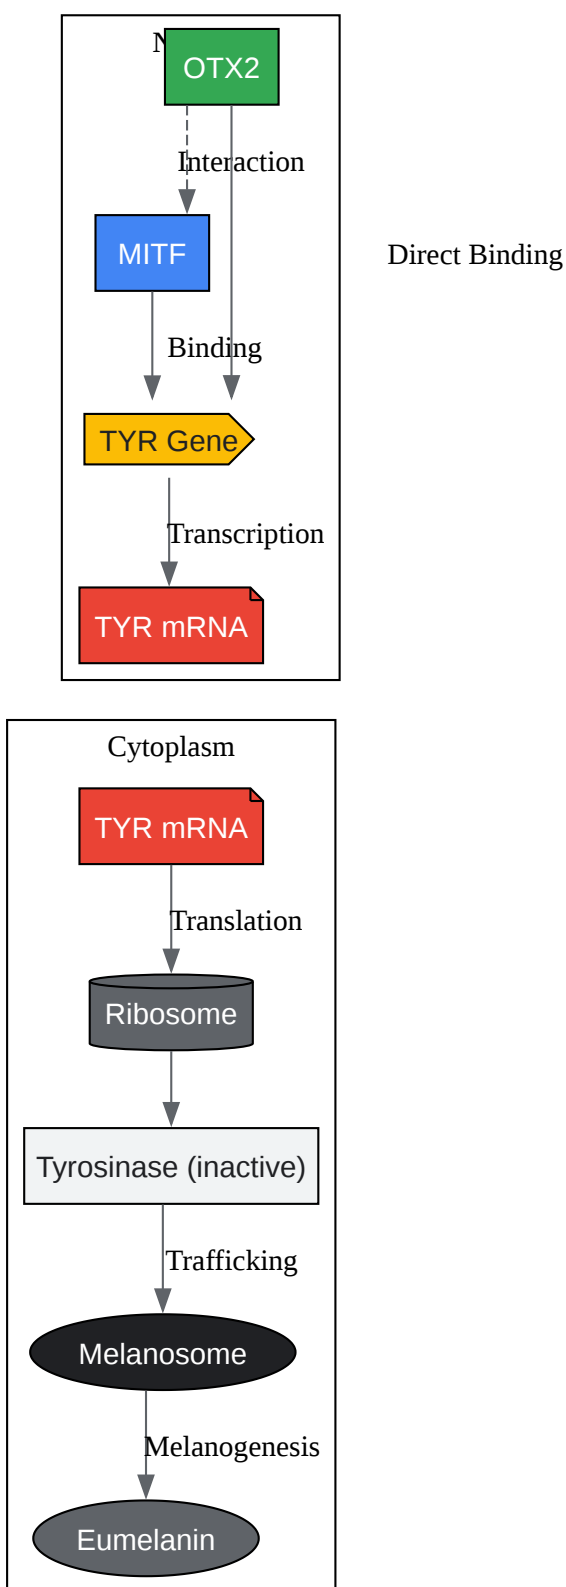 OTX2
Interaction
MITF
Direct Binding
Binding
TYR Gene
Transcription
TYR mRNA
Cytoplasm
TYR mRNA
Translation
Ribosome
Tyrosinase (inactive)
Trafficking
Melanosome
Melanogenesis
Eumelanin